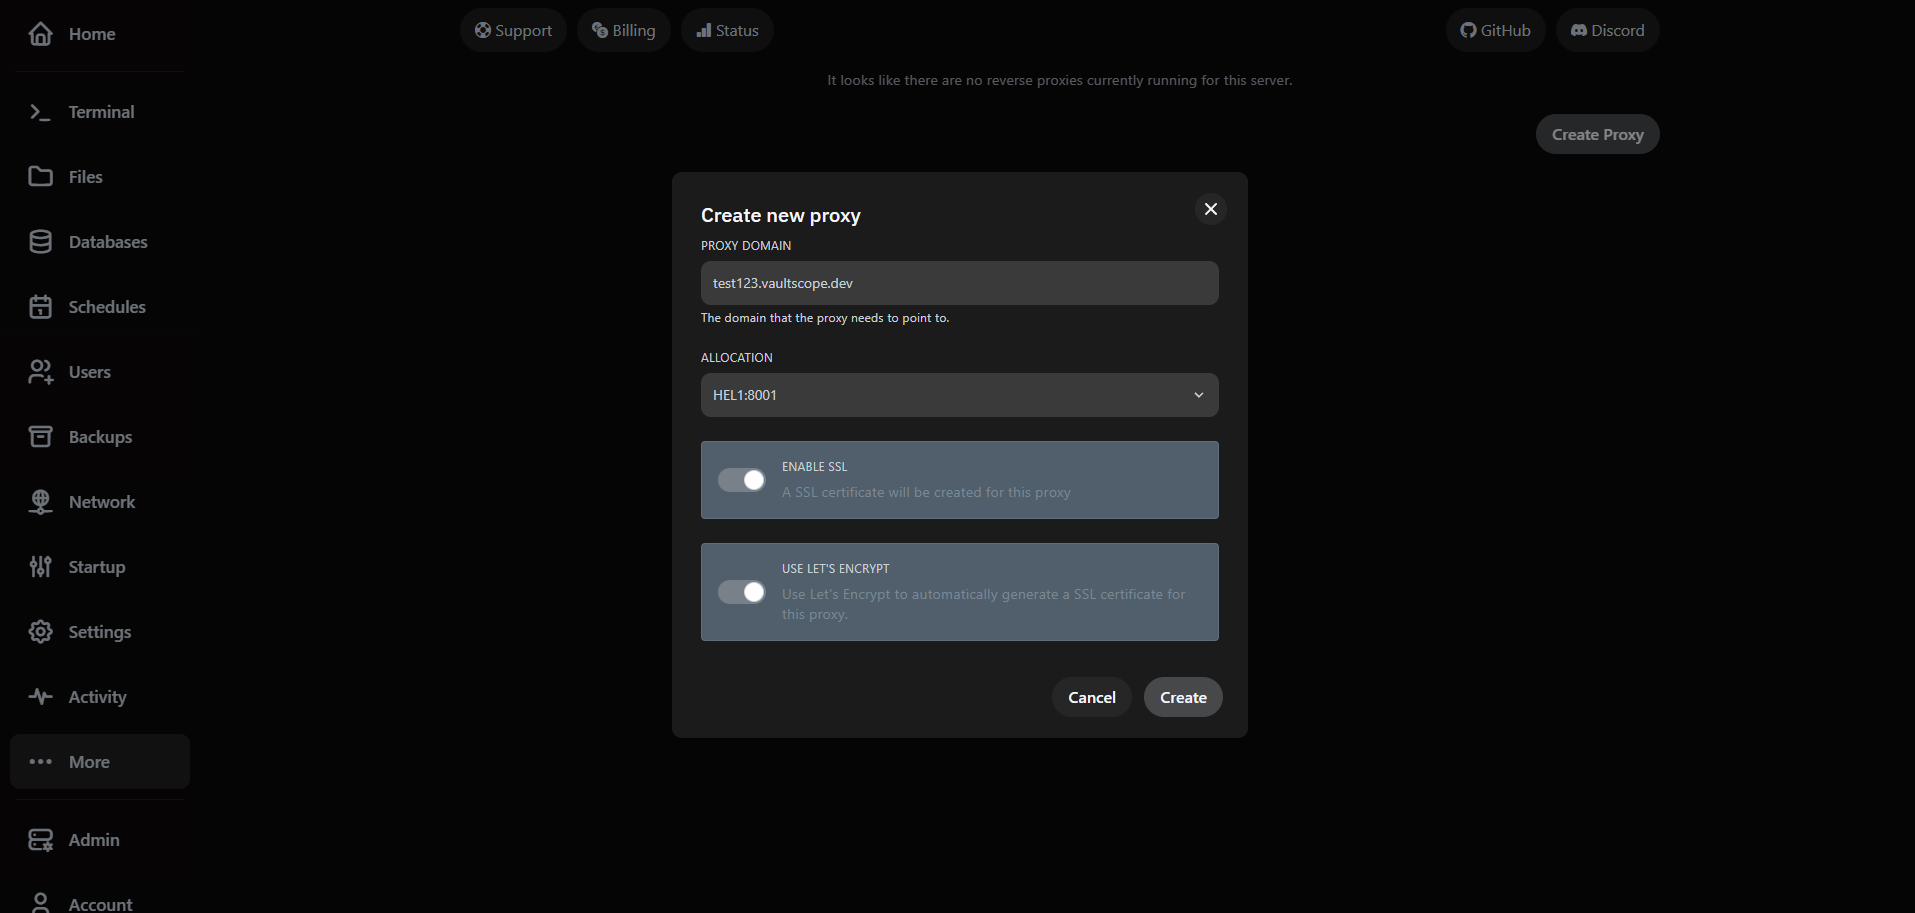 Home
Terminal
Files
Databases
Schedules
Users
Backups
Network
Startup
Settings
Activity
More
Admin
Account
Support
Billing
Status
GitHub
Discord
It looks like there are no reverse proxies currently running for this server.
Create Proxy
Create new proxy
PROXY DOMAIN
test123.vaultscope.dev
The domain that the proxy needs to point to.
ALLOCATION
HEL1:8001
ENABLE SSL
A SSL certificate will be created for this proxy
USE LET'S ENCRYPT
Use Let's Encrypt to automatically generate a SSL certificate for
this proxy.
Cancel
Create